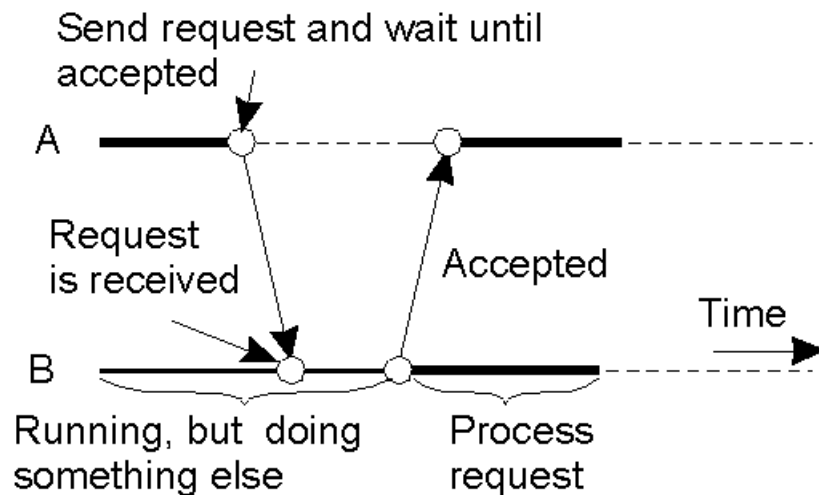 Send request and wait until
accepted
A
Request
is received
Accepted
Time
B
Running, but doing
something else
Process
request